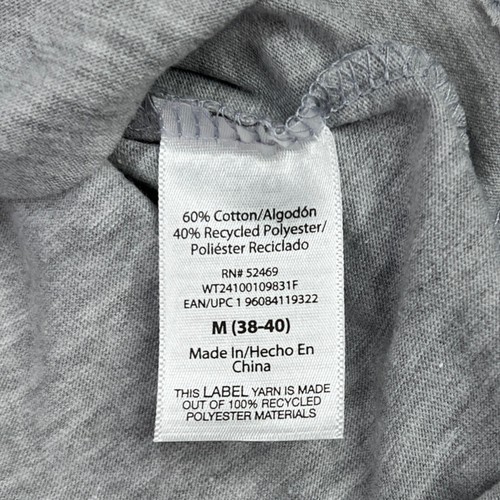 60% Cotton/Algodón
40% Recycled Polyester/
Poliéster Reciclado
RN# 52469
WT24100109831F
EAN/UPC 1 96084119322
M (38-40)
Made In/Hecho En
China
THIS LABEL YARN IS MADE
OUT OF 100% RECYCLED
POLYESTER MATERIALS